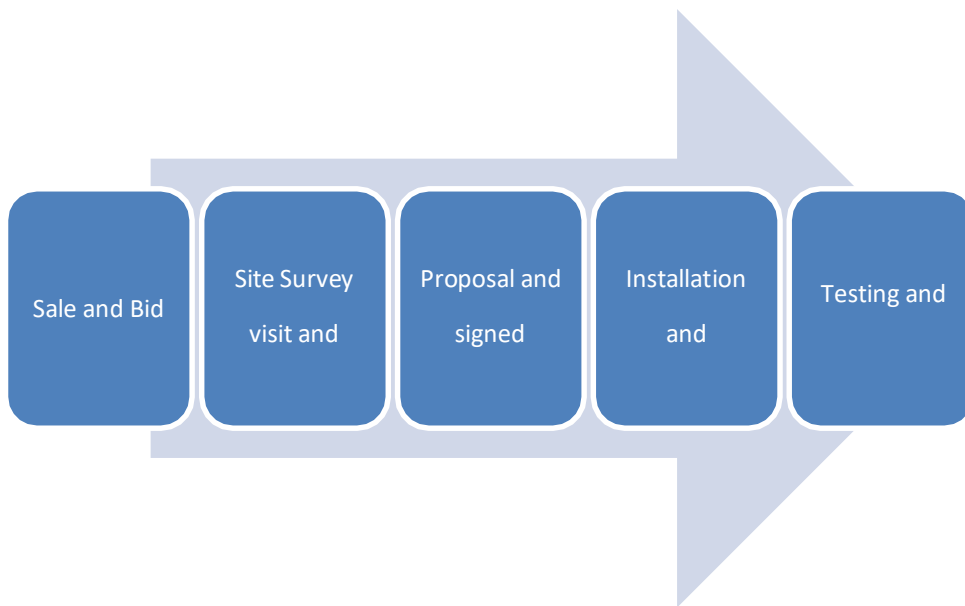 Sale and Bid
Site Survey
visit and
Proposal and
signed
Installation
and
Testing and